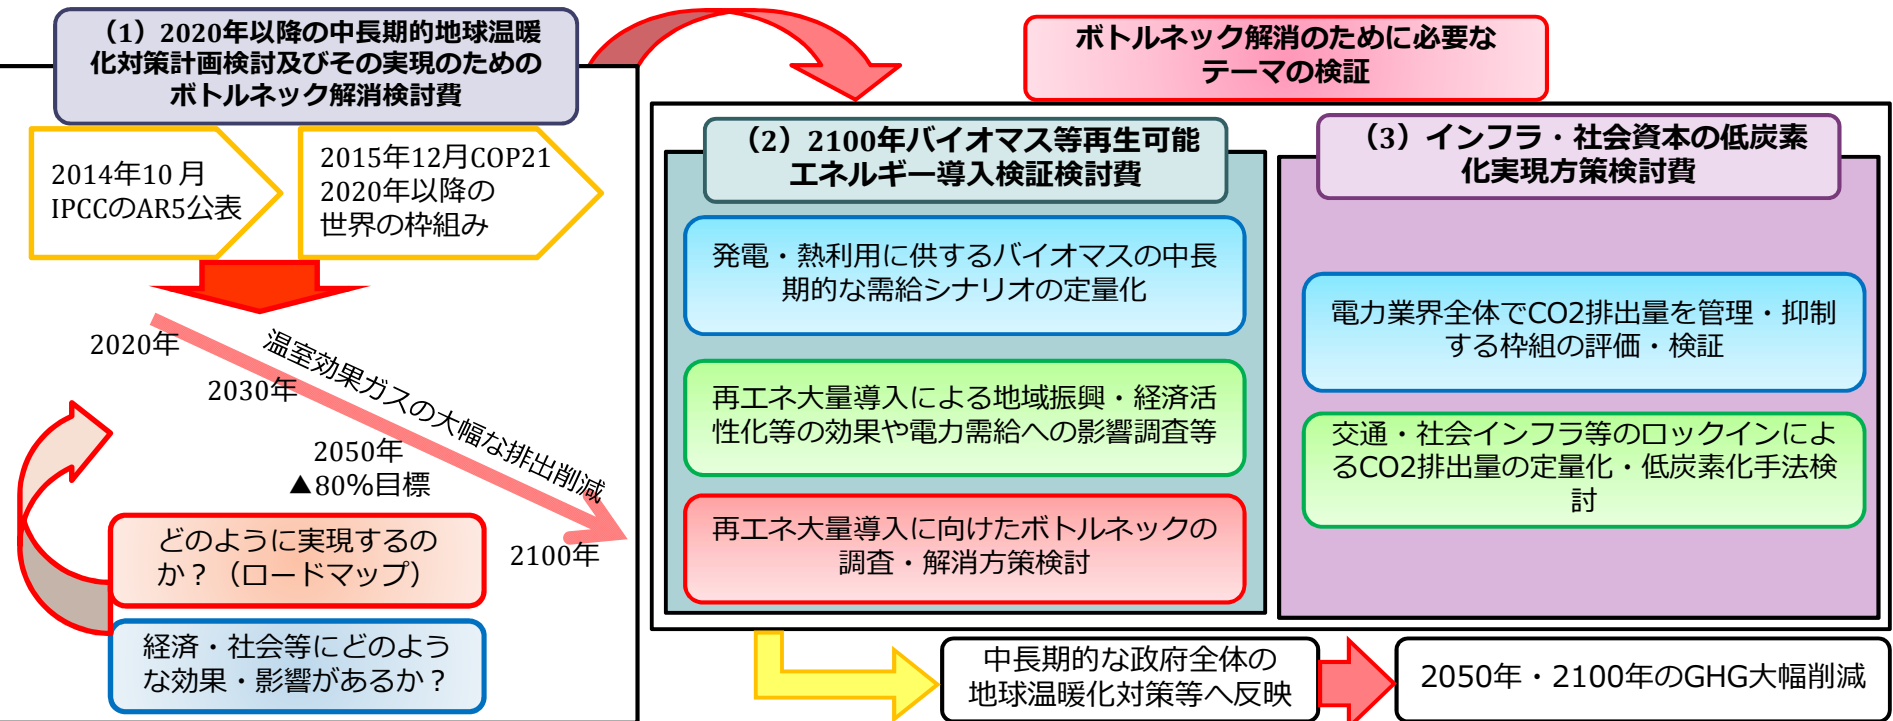 （1）2020年以降の中長期的地球温暖
化対策計画検討及びその実現のための
ボトルネック解消検討費
2014年10 月
IPCCのAR5公表
2015年12月COP21
2020年以降の
世界の枠組み
2020年
2030年
2050年
▲80%目標
2100年
温室効果ガスの大幅な排出削減
どのように実現するの
か？（ロードマップ）
経済・社会等にどのよう
な効果・影響があるか？
ボトルネック解消のために必要な
テーマの検証
（2）2100年バイオマス等再生可能
エネルギー導入検証検討費
発電・熱利用に供するバイオマスの中長
期的な需給シナリオの定量化
再エネ大量導入による地域振興・経済活
性化等の効果や電力需給への影響調査等
再エネ大量導入に向けたボトルネックの
調査・解消方策検討
（3）インフラ・社会資本の低炭素
化実現方策検討費
電力業界全体でCO2排出量を管理・抑制
する枠組の評価・検証
交通・社会インフラ等のロックインによ
るCO2排出量の定量化・低炭素化手法検
討
中長期的な政府全体の
地球温暖化対策等へ反映
2050年・2100年のGHG大幅削減